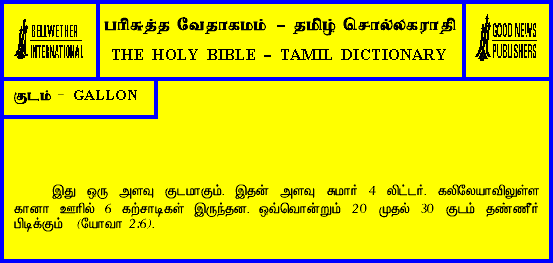 BELLWETHER
INTERNATIONAL
பரிசுத்த வேதாகமம் - தமிழ் சொல்லகராதி
THE HOLY BIBLE - TAMIL DICTIONARY
GOOD NEWS
PUBLISHERS
குடம் - GALLON
இது ஒரு அளவு குடமாகும். இதன் அளவு சுமார் 4 லிட்டர். கலிலேயாவிலுள்ள
கானா ஊரில் 6 கற்சாடிகள் இருந்தன. ஒவ்வொன்றும் 20 முதல் 30 குடம் தண்ணீர்
பிடிக்கும் (யோவா 2:6).